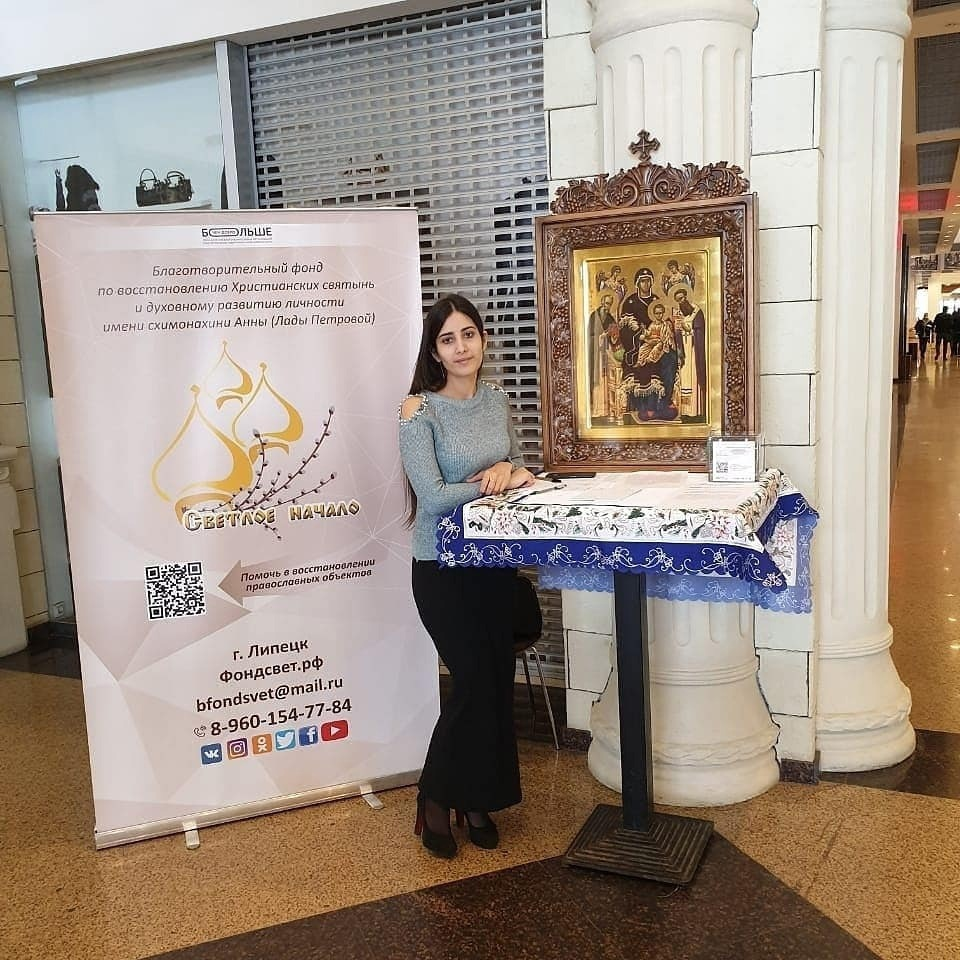 БОЛЬШЕ
Благотворительный фонд
по восстановлению Христианских святынь
и духовному развитию личности
имени схимонахини Анны (Лады Петровой)
Светлое начало
Помочь в восстановлении
православных объектов
г. Липецк
Фондсвет.рф
bfondsvet@mail.ru
8-960-154-77-84